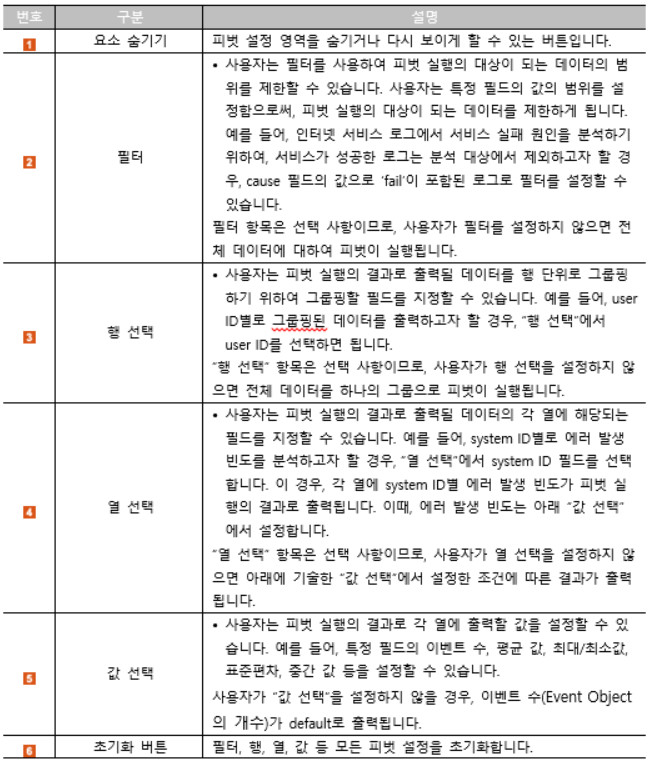 번호 구분 설명
1 요소 숨기기 피벗 설정 영역을 숨기거나 다시 보이게 할 수 있는 버튼입니다.
2 필터
• 사용자는 필터를 사용하여 피벗 실행의 대상이 되는 데이터의 범
위를 제한할 수 있습니다. 사용자는 특정 필드의 값의 범위를 설
정함으로써, 피벗 실행의 대상이 되는 데이터를 제한하게 됩니다.
예를 들어, 인터넷 서비스 로그에서 서비스 실패 원인을 분석하기
위하여, 서비스가 성공한 로그는 분석 대상에서 제외하고자 할 경
우, cause 필드의 값으로 ‘fail’이 포함된 로그로 필터를 설정할 수
있습니다.
필터 항목은 선택 사항이므로, 사용자가 필터를 설정하지 않으면 전
체 데이터에 대하여 피벗이 실행됩니다.
3 행 선택
• 사용자는 피벗 실행의 결과로 출력될 데이터를 행 단위로 그룹핑
하기 위하여 그룹핑할 필드를 지정할 수 있습니다. 예를 들어, user
ID별로 그룹핑된 데이터를 출력하고자 할 경우, “행 선택”에서
user ID를 선택하면 됩니다.
“행 선택” 항목은 선택 사항이므로, 사용자가 행 선택을 설정하지 않
으면 전체 데이터를 하나의 그룹으로 피벗이 실행됩니다.
4 열 선택
• 사용자는 피벗 실행의 결과로 출력될 데이터의 각 열에 해당되는
필드를 지정할 수 있습니다. 예를 들어, system ID별로 에러 발생
빈도를 분석하고자 할 경우, “열 선택”에서 system ID 필드를 선택
합니다. 이 경우, 각 열에 system ID별 에러 발생 빈도가 피벗 실
행의 결과로 출력됩니다. 이때, 에러 발생 빈도는 아래 “값 선택”
에서 설정합니다.
“열 선택” 항목은 선택 사항이므로, 사용자가 열 선택을 설정하지 않
으면 아래에 기술한 “값 선택”에서 설정한 조건에 따른 결과가 출력
됩니다.
5 값 선택
• 사용자는 피벗 실행의 결과로 각 열에 출력할 값을 설정할 수 있
습니다. 예를 들어, 특정 필드의 이벤트 수, 평균 값, 최대/최소값,
표준편차, 중간 값 등을 설정할 수 있습니다.
사용자가 “값 선택”을 설정하지 않을 경우, 이벤트 수(Event Object
의 개수)가 default로 출력됩니다.
6 초기화 버튼 필터, 행, 열, 값 등 모든 피벗 설정을 초기화합니다.